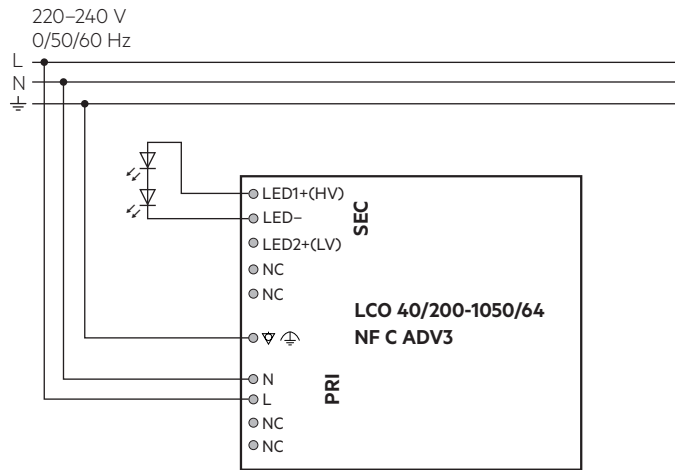 220–240 V
0/50/60 Hz
L
N
LED1+(HV)
LED–
SEC
LED2+(LV)
NC
NC
LCO 40/200-1050/64
NF C ADV3
N
PRI
L
NC
NC